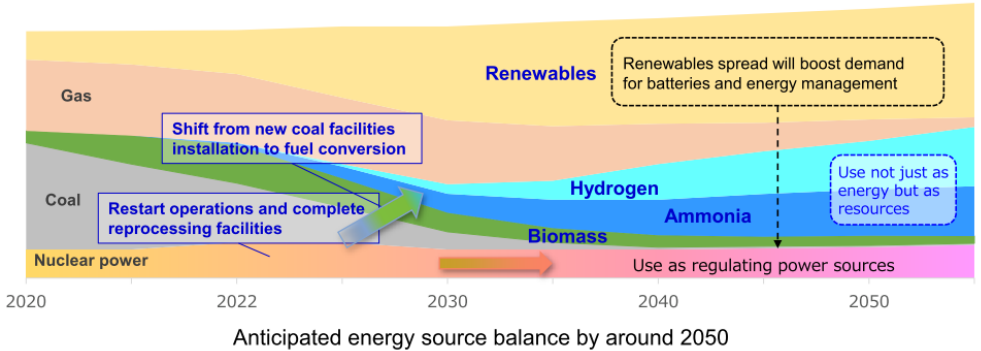 Renewables
Renewables spread will boost demand
for batteries and energy management
Gas
Shift from new coal facilities
installation to fuel conversion
Hydrogen
Use not just as
energy but as
resources
Coal
Restart operations and complete
reprocessing facilities
Ammonia
Biomass
Nuclear power
Use as regulating power sources
2020
2022
2030
2040
2050
Anticipated energy source balance by around 2050